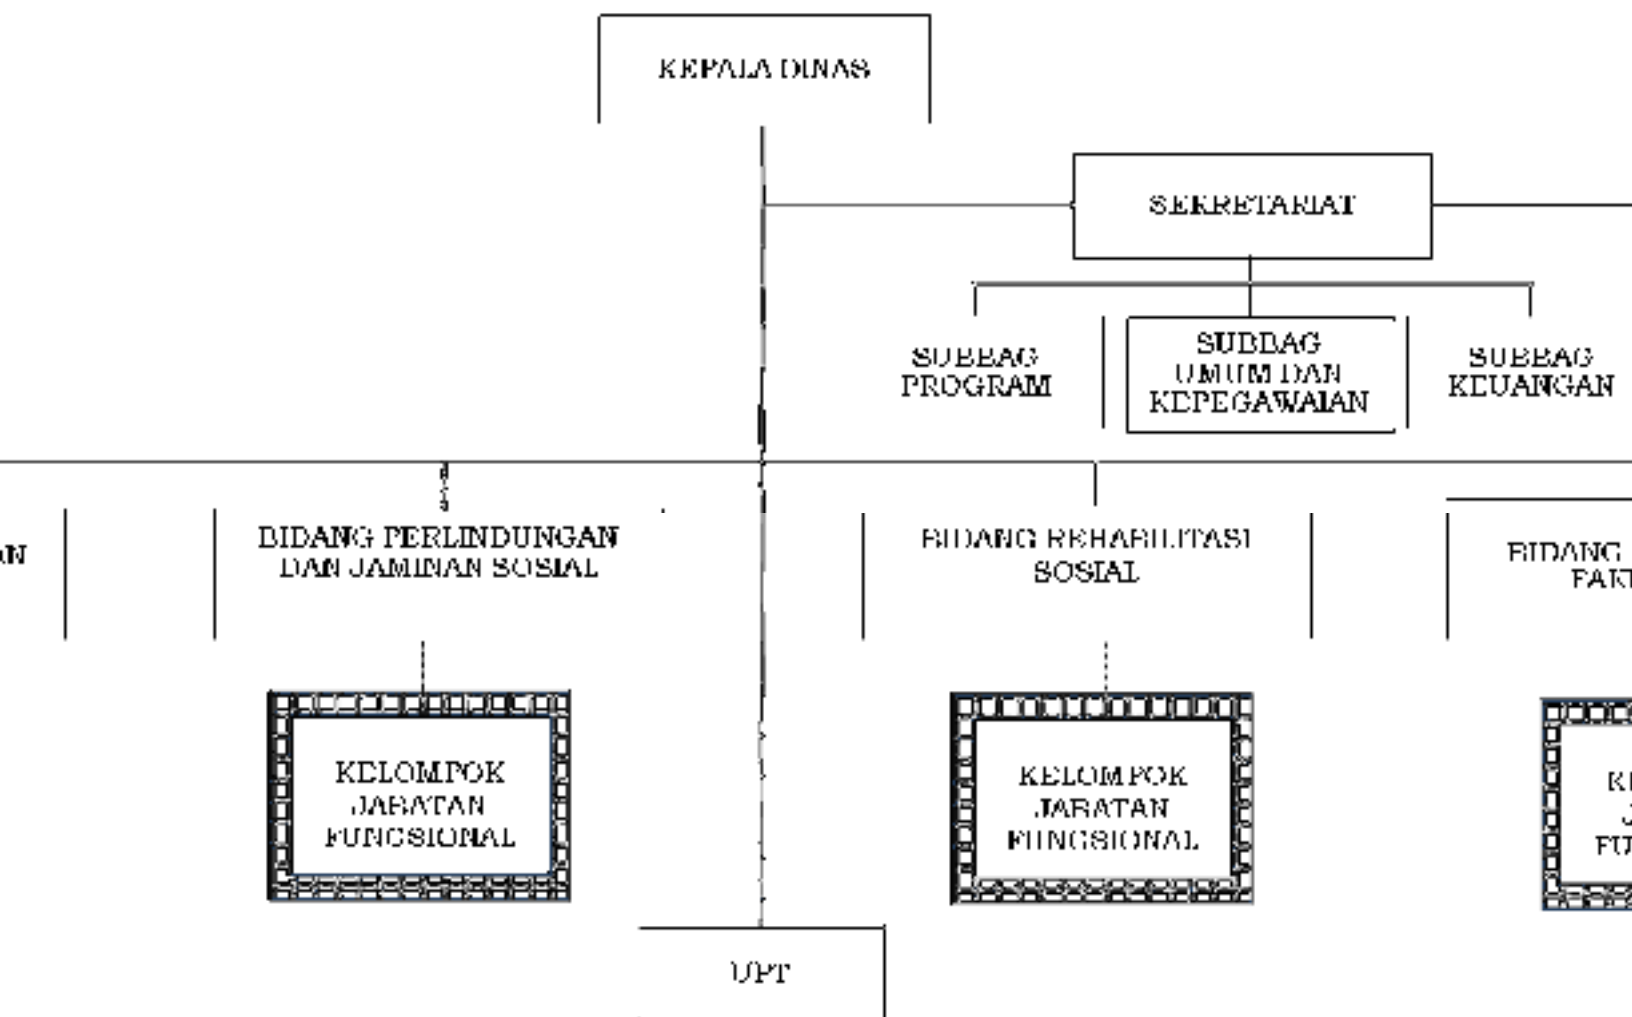 KEPALA DINAS
SEKRETARIAT
SUBBAG
PROGRAM
SUBBAG
UMUM DAN
KEPEGAWAIAN
SUBBAG
KEUANGAN
BIDANG PERLINDUNGAN
DAN JAMINAN SOSIAL
BIDANG REHABILITASI
SOSIAL
BIDANG
KELOMPOK
JABATAN
FUNGSIONAL
KELOMPOK
JABATAN
FUNGSIONAL
UPT